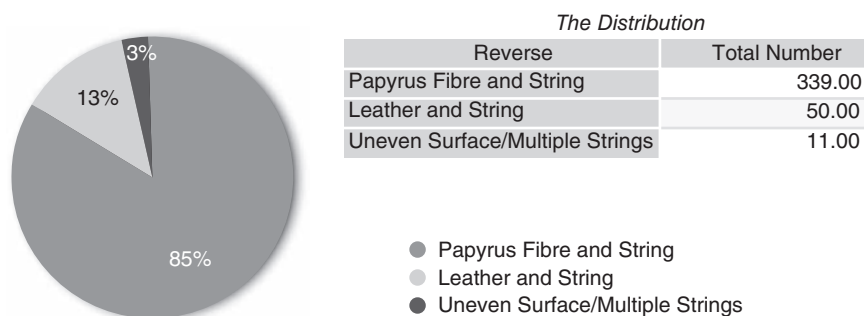 3%
13%
85%
The Distribution
Reverse Total Number
Papyrus Fibre and String 339.00
Leather and String 50.00
Uneven Surface/Multiple Strings 11.00
Papyrus Fibre and String
Leather and String
Uneven Surface/Multiple Strings